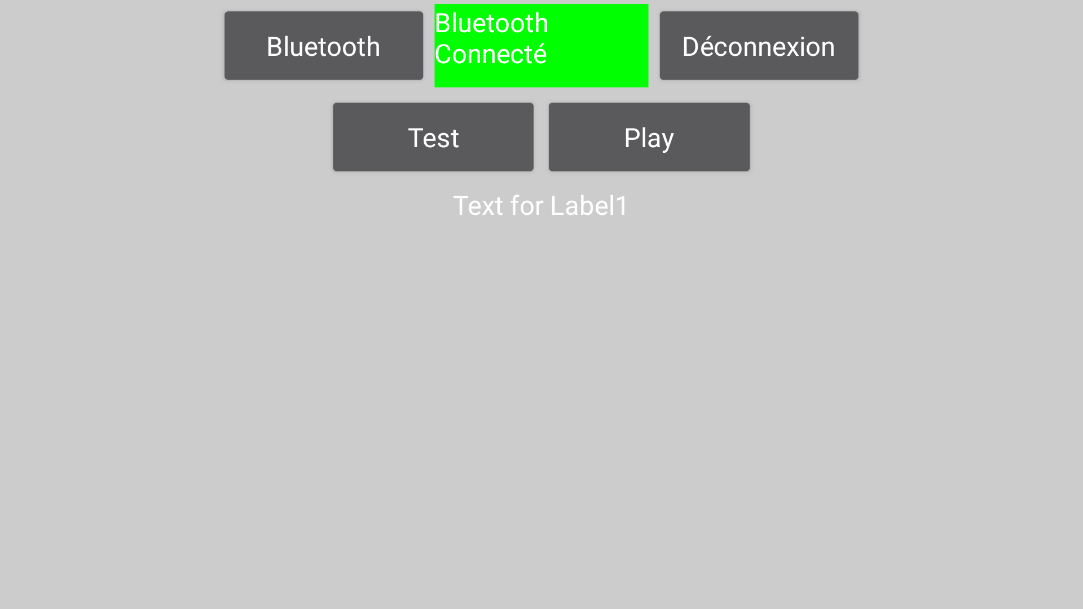 Bluetooth
Bluetooth
Connecté
Déconnexion
Test
Play
Text for Label1